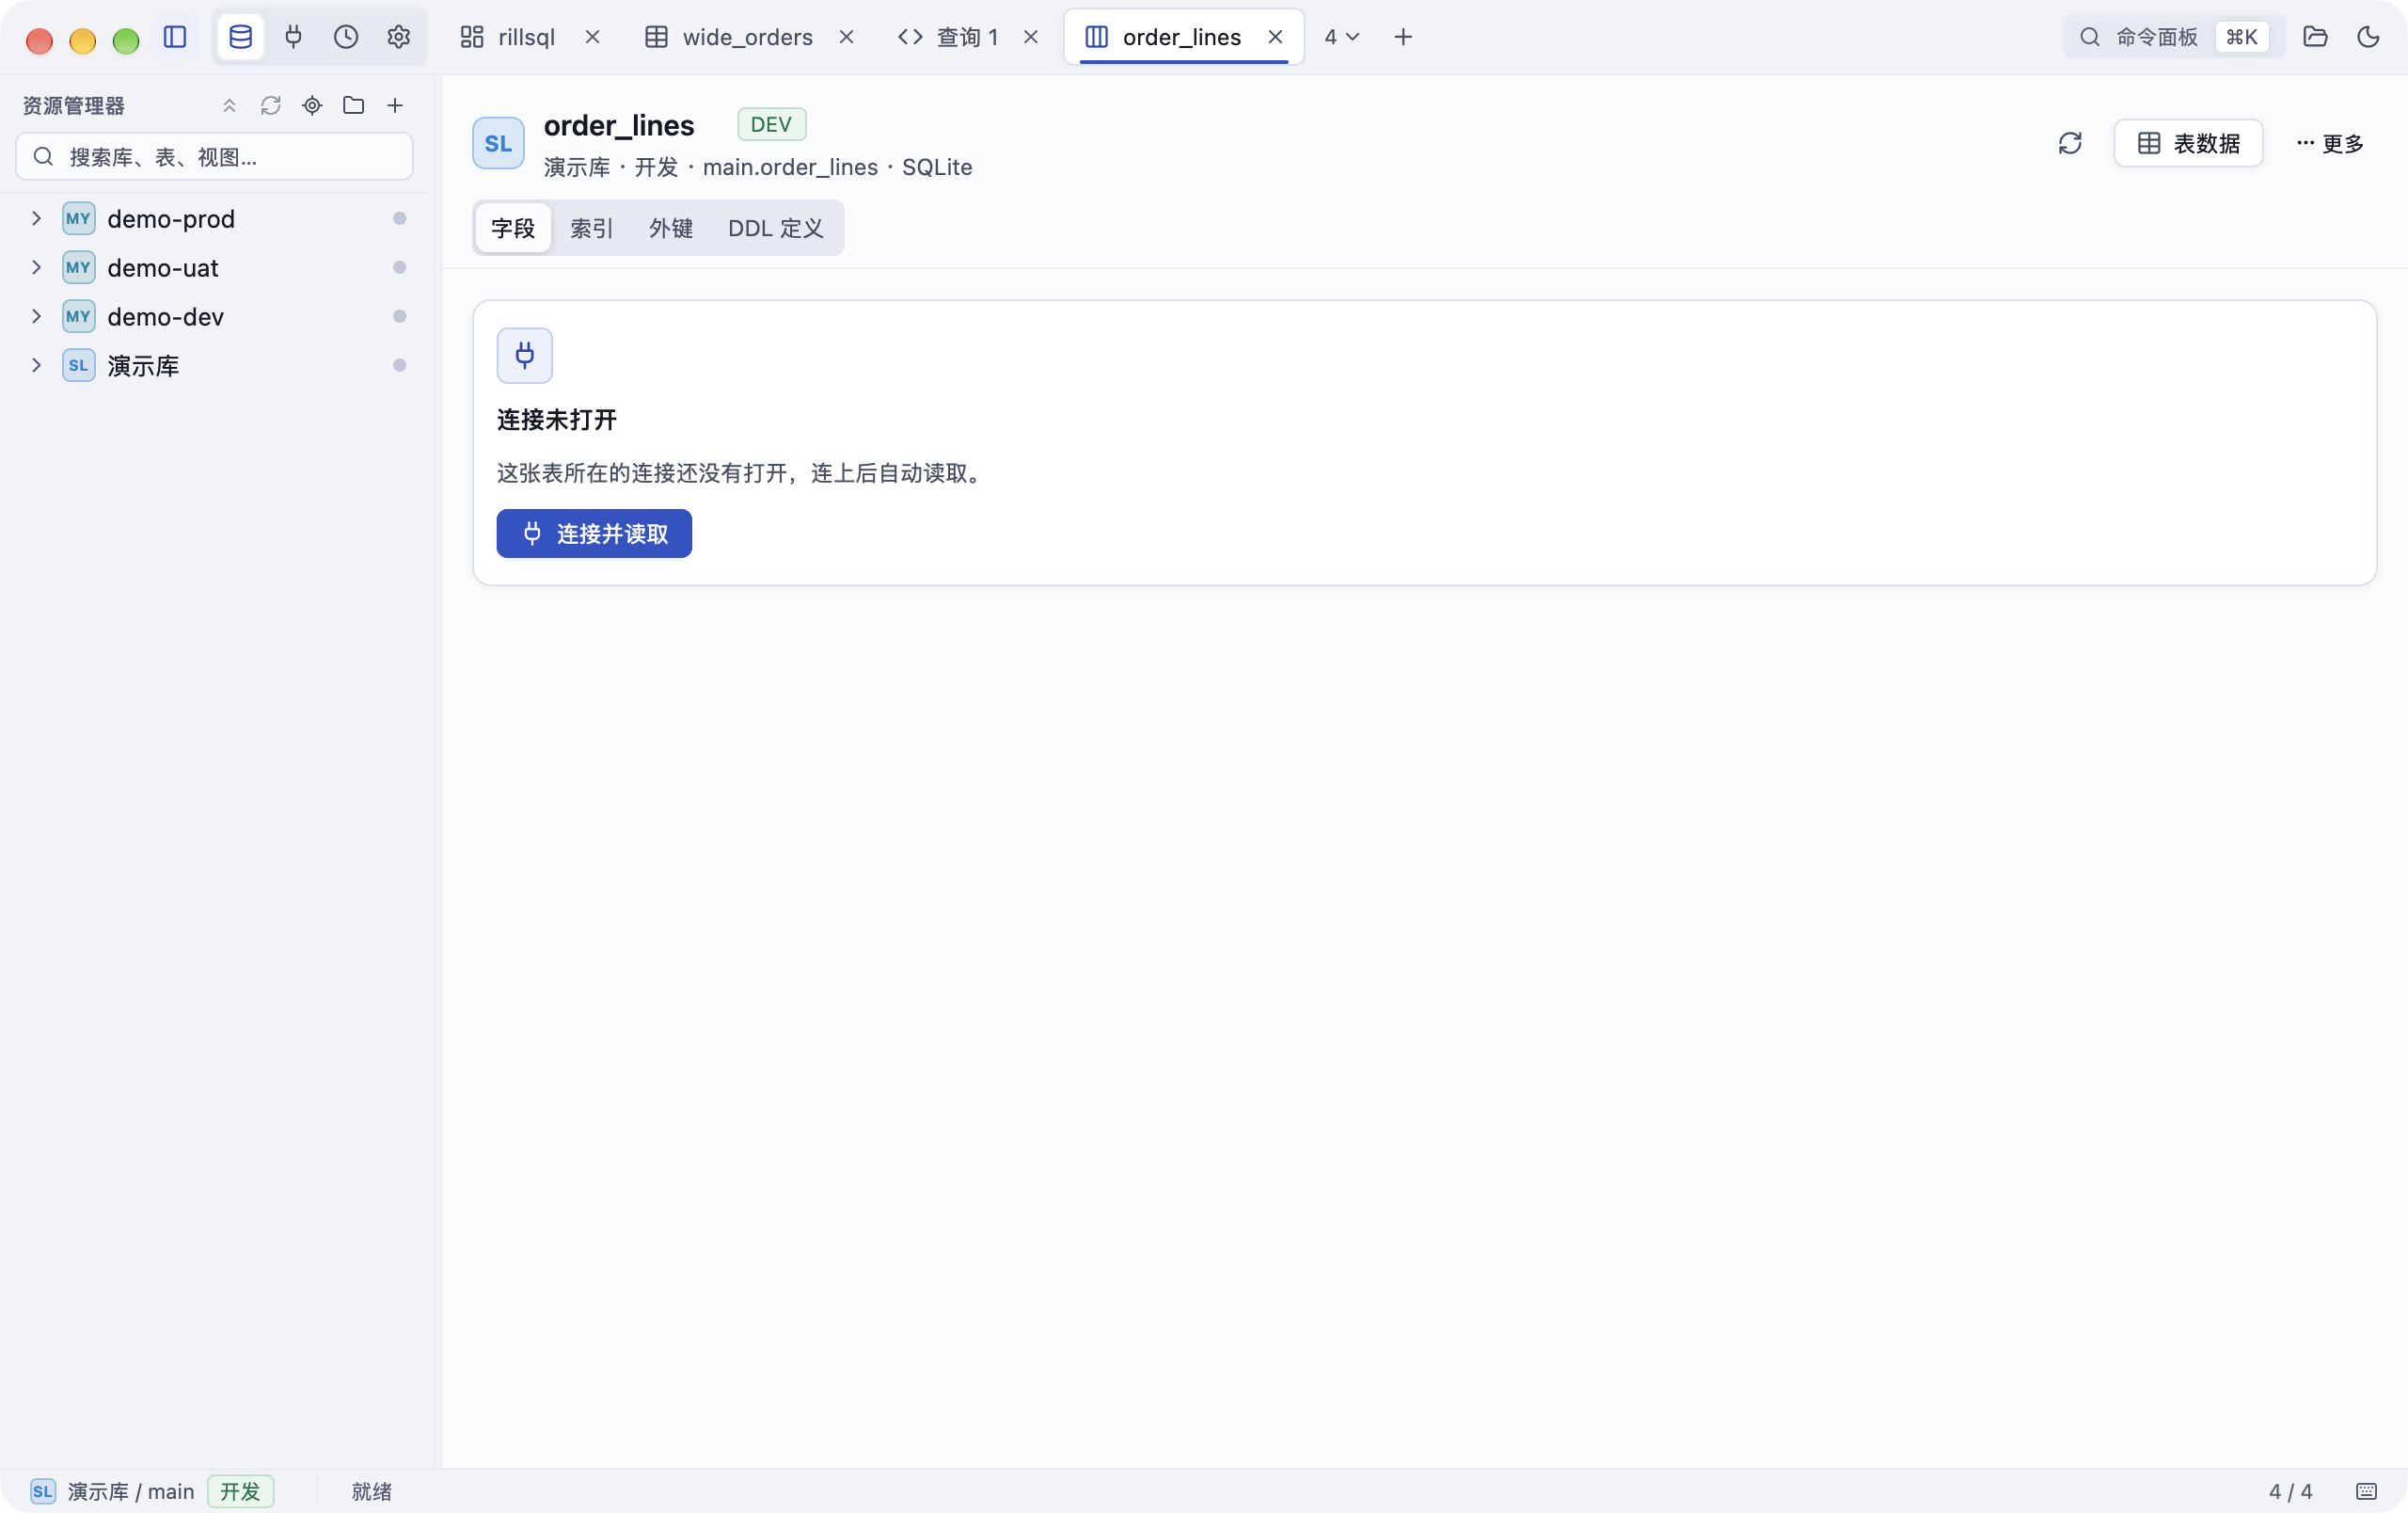 rillsql
wide_orders
查询 1
order_lines
4
命令面板 ⌘K
资源管理器
搜索库、表、视图...
MY demo-prod
MY demo-uat
MY demo-dev
SL 演示库
SL
order_lines DEV
演示库 · 开发 · main.order_lines · SQLite
表数据
··· 更多
字段 索引 外键 DDL 定义
连接未打开
这张表所在的连接还没有打开，连上后自动读取。
连接并读取
SL 演示库 / main 开发 就绪
4 / 4